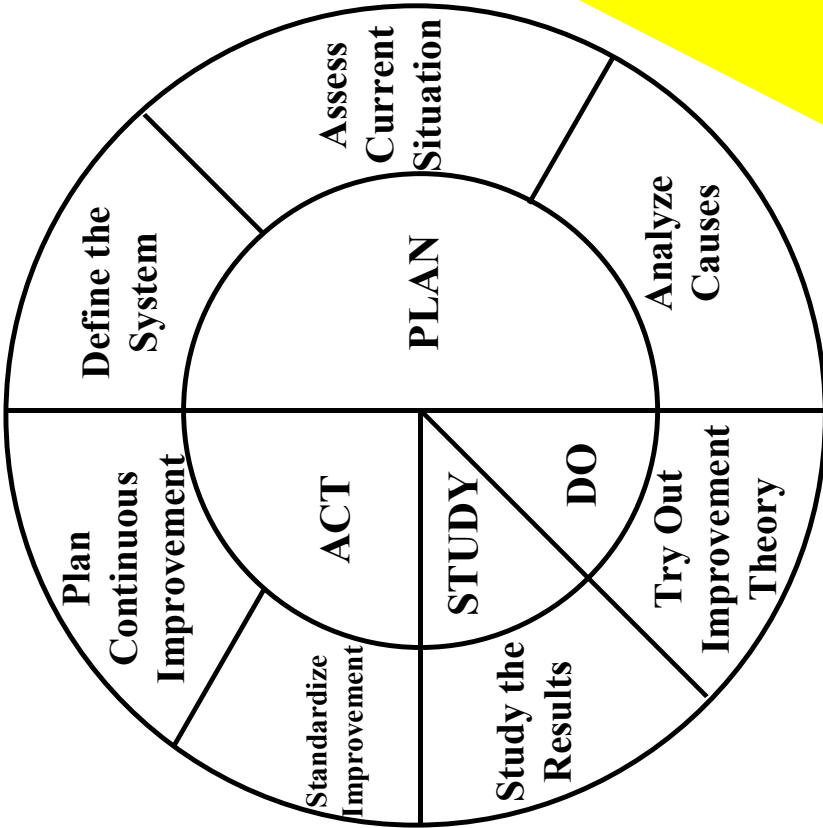 PLAN
Define the
System
Assess
Current
Situation
Analyze
Causes
DO
Try Out
Improvement
Theory
STUDY
Study the
Results
ACT
Standardize
Improvement
Plan
Continuous
Improvement